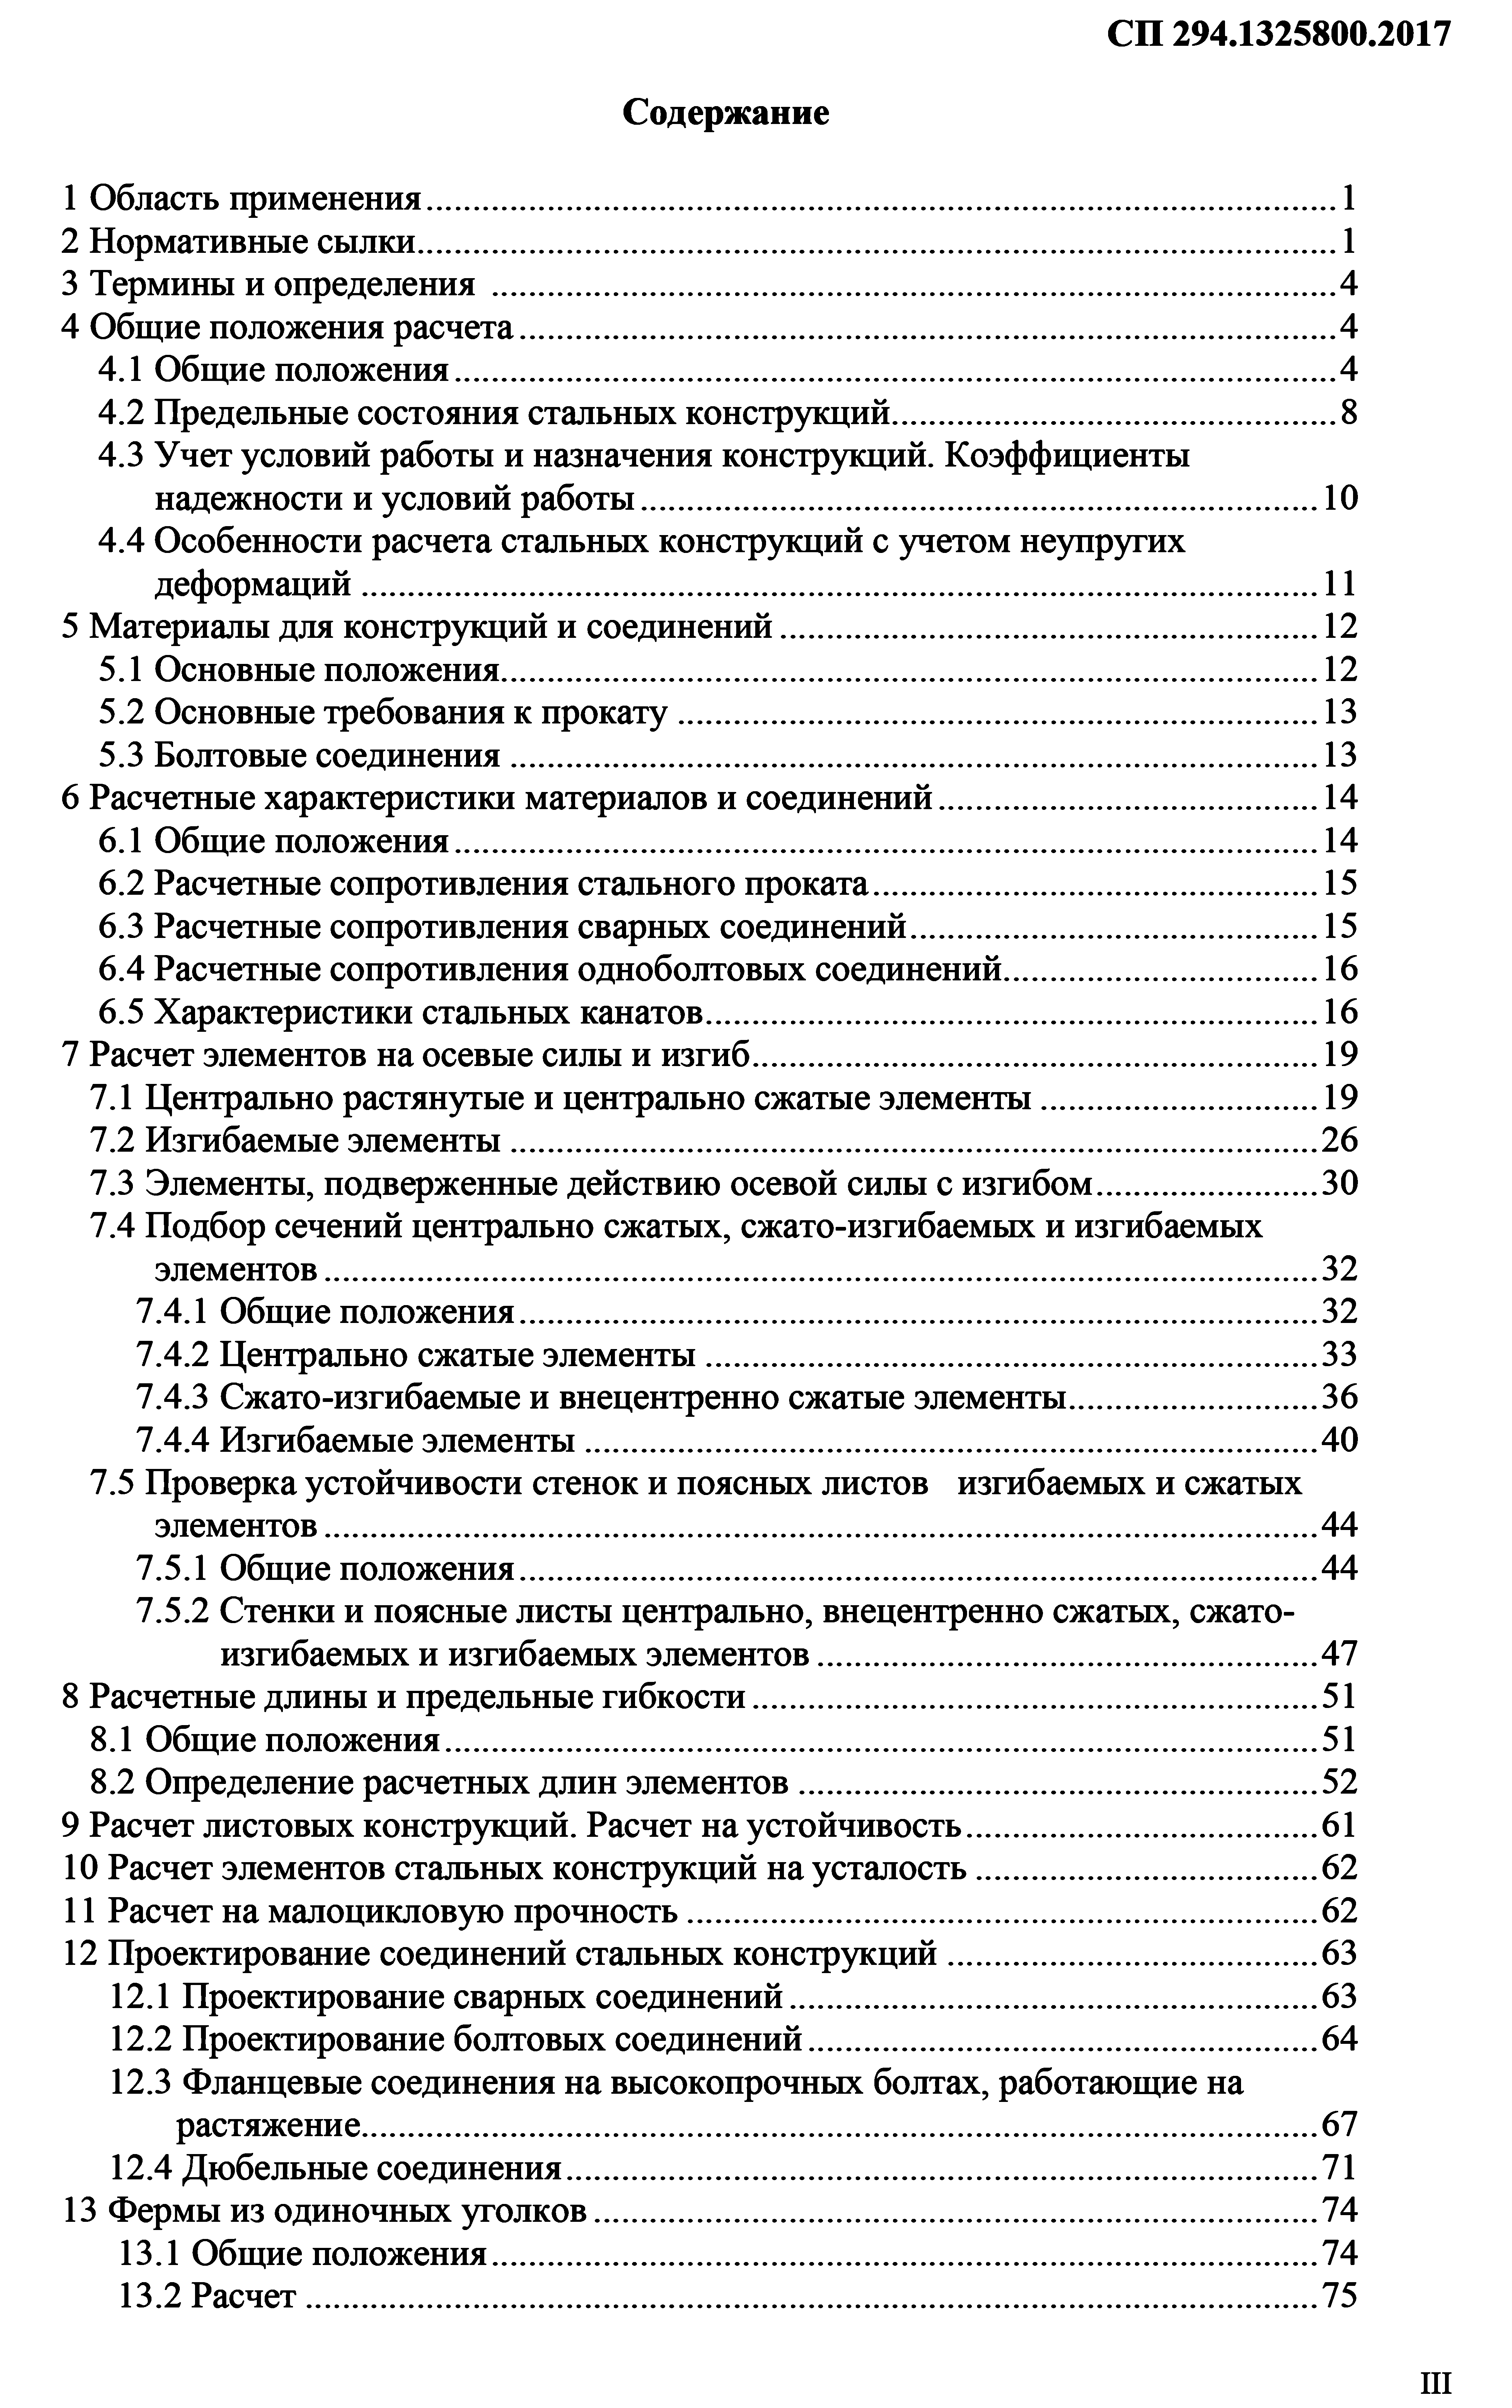 СП 294.1325800.2017
Содержание
1 Область применения.....1
2 Нормативные сылки.....1
3 Термины и определения .....4
4 Общие положения расчета.....4
4.1 Общие положения.....4
4.2 Предельные состояния стальных конструкций.....8
4.3 Учет условий работы и назначения конструкций. Коэффициенты
надежности и условий работы.....10
4.4 Особенности расчета стальных конструкций с учетом неупругих
деформаций .....11
5 Материалы для конструкций и соединений.....12
5.1 Основные положения.....12
5.2 Основные требования к прокату .....13
5.3 Болтовые соединения .....13
6 Расчетные характеристики материалов и соединений.....14
6.1 Общие положения.....14
6.2 Расчетные сопротивления стального проката.....15
6.3 Расчетные сопротивления сварных соединений.....15
6.4 Расчетные сопротивления одноболтовых соединений.....16
6.5 Характеристики стальных канатов.....16
7 Расчет элементов на осевые силы и изгиб.....19
7.1 Центрально растянутые и центрально сжатые элементы .....19
7.2 Изгибаемые элементы .....26
7.3 Элементы, подверженные действию осевой силы с изгибом.....30
7.4 Подбор сечений центрально сжатых, сжато-изгибаемых и изгибаемых
элементов.....32
7.4.1 Общие положения.....32
7.4.2 Центрально сжатые элементы .....33
7.4.3 Сжато-изгибаемые и внецентренно сжатые элементы.....36
7.4.4 Изгибаемые элементы .....40
7.5 Проверка устойчивости стенок и поясных листов изгибаемых и сжатых
элементов.....44
7.5.1 Общие положения.....44
7.5.2 Стенки и поясные листы центрально, внецентренно сжатых, сжато-
изгибаемых и изгибаемых элементов.....47
8 Расчетные длины и предельные гибкости.....51
8.1 Общие положения.....51
8.2 Определение расчетных длин элементов .....52
9 Расчет листовых конструкций. Расчет на устойчивость.....61
10 Расчет элементов стальных конструкций на усталость .....62
11 Расчет на малоцикловую прочность .....62
12 Проектирование соединений стальных конструкций .....63
12.1 Проектирование сварных соединений.....63
12.2 Проектирование болтовых соединений.....64
12.3 Фланцевые соединения на высокопрочных болтах, работающие на
растяжение.....67
12.4 Дюбельные соединения.....71
13 Фермы из одиночных уголков.....74
13.1 Общие положения.....74
13.2 Расчет .....75
III